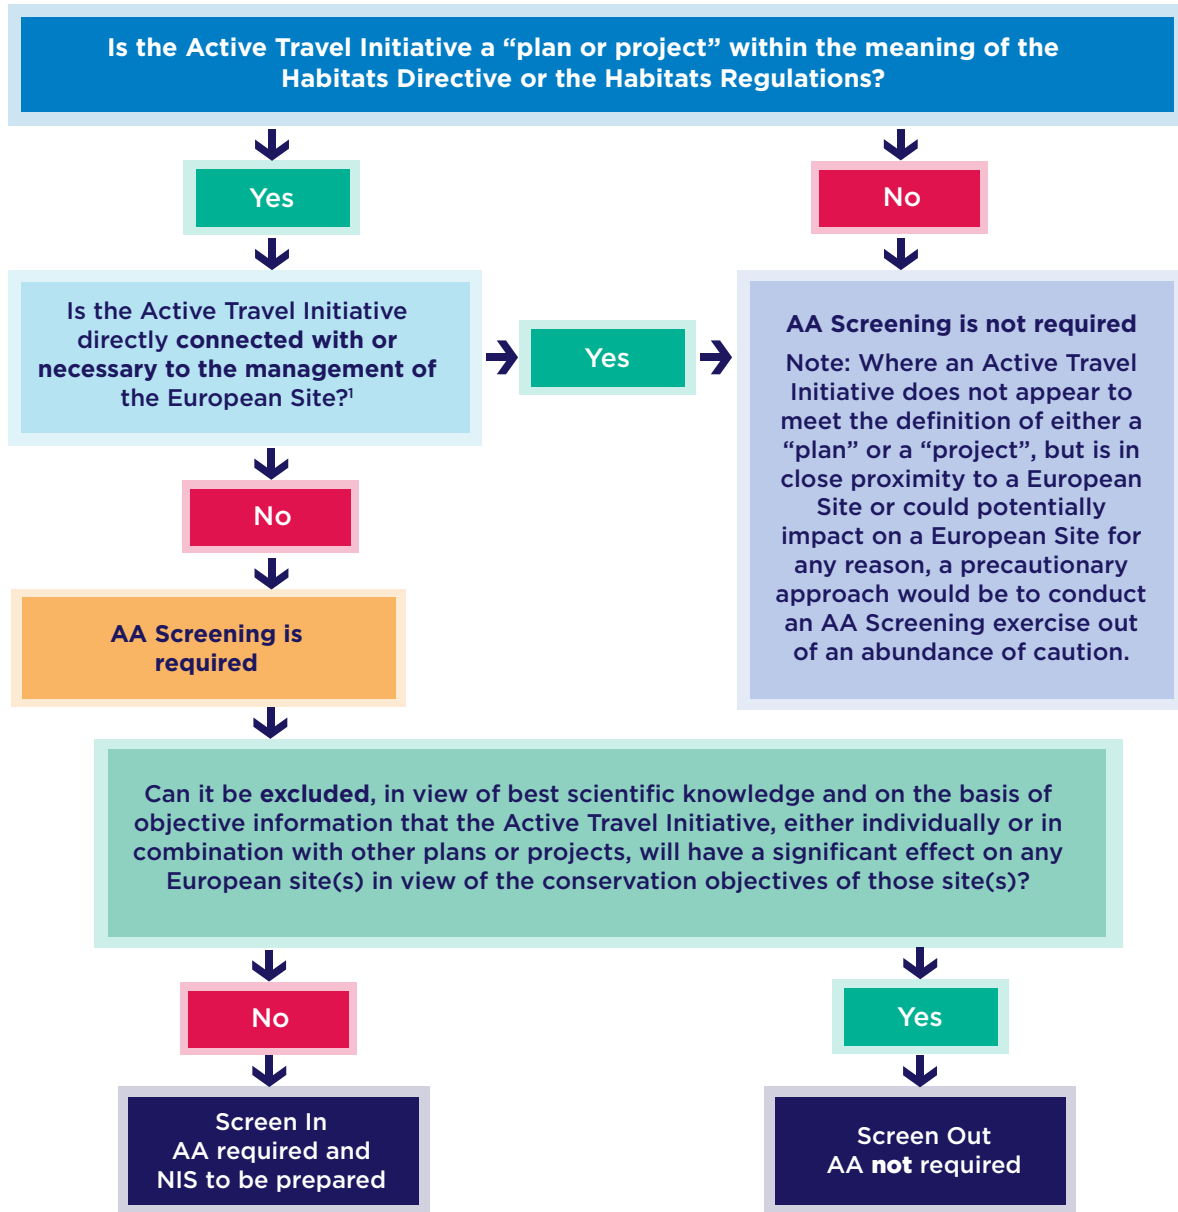 Is the Active Travel Initiative a “plan or project” within the meaning of the
Habitats Directive or the Habitats Regulations?
Yes
No
Is the Active Travel Initiative
directly connected with or
necessary to the management of
the European Site?¹
Yes
AA Screening is not required
Note: Where an Active Travel
Initiative does not appear to
meet the definition of either a
“plan” or a “project”, but is in
close proximity to a European
Site or could potentially
impact on a European Site for
any reason, a precautionary
approach would be to conduct
an AA Screening exercise out
of an abundance of caution.
No
AA Screening is
required
Can it be excluded, in view of best scientific knowledge and on the basis of
objective information that the Active Travel Initiative, either individually or in
combination with other plans or projects, will have a significant effect on any
European site(s) in view of the conservation objectives of those site(s)?
No
Yes
Screen In
AA required and
NIS to be prepared
Screen Out
AA not required